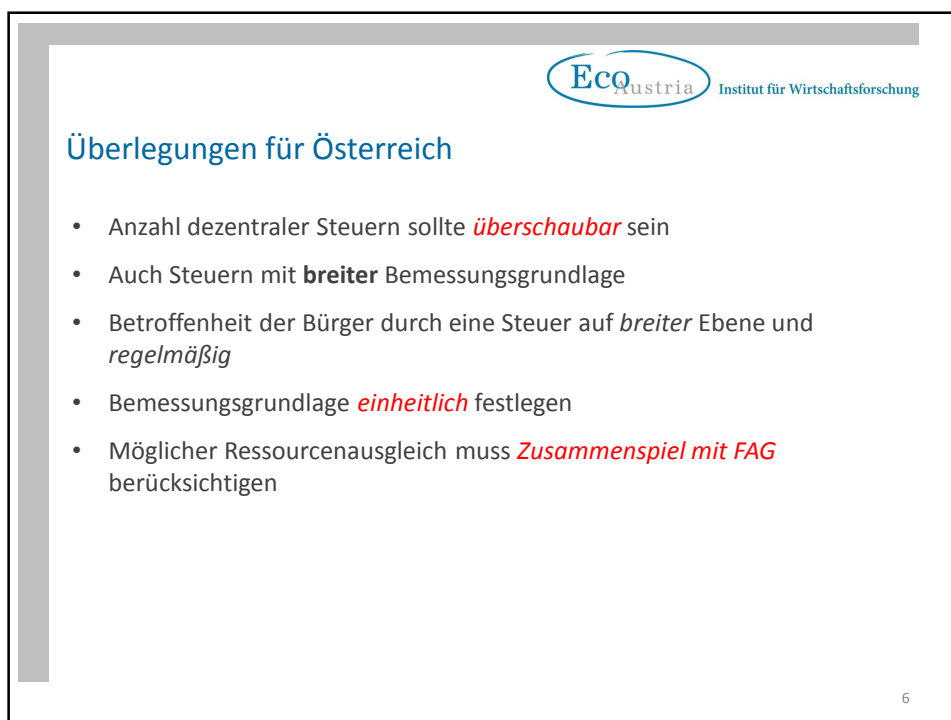 EcoAustria Institut für Wirtschaftsforschung
Überlegungen für Österreich
• Anzahl dezentraler Steuern sollte überschaubar sein
• Auch Steuern mit breiter Bemessungsgrundlage
• Betroffenheit der Bürger durch eine Steuer auf breiter Ebene und
regelmäßig
• Bemessungsgrundlage einheitlich festlegen
• Möglicher Ressourcenausgleich muss Zusammenspiel mit FAG
berücksichtigen
6